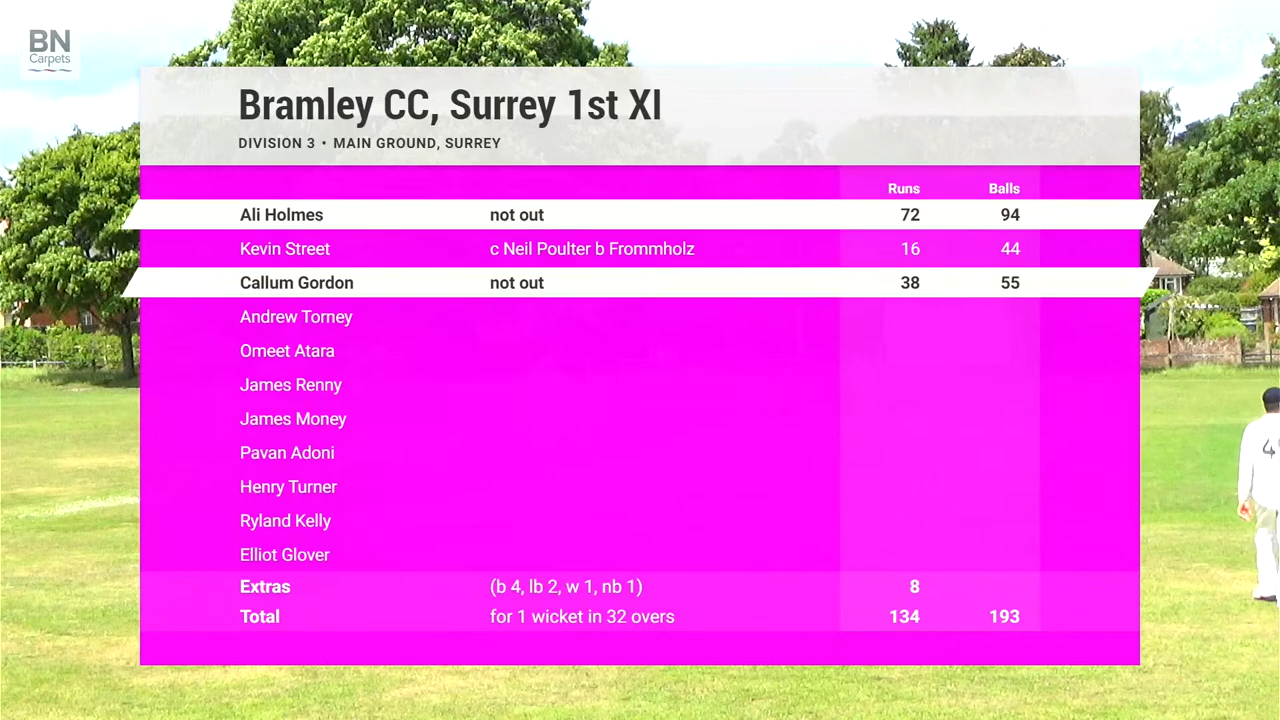 BN
Carpets
Bramley CC, Surrey 1st XI
DIVISION 3 • MAIN GROUND, SURREY
Runs Balls
Ali Holmes not out 72 94
Kevin Street c Neil Poulter b Frommholz 16 44
Callum Gordon not out 38 55
Andrew Torney
Omeet Atara
James Renny
James Money
Pavan Adoni
Henry Turner
Ryland Kelly
Elliot Glover
Extras (b 4, lb 2, w 1, nb 1) 8
Total for 1 wicket in 32 overs 134 193